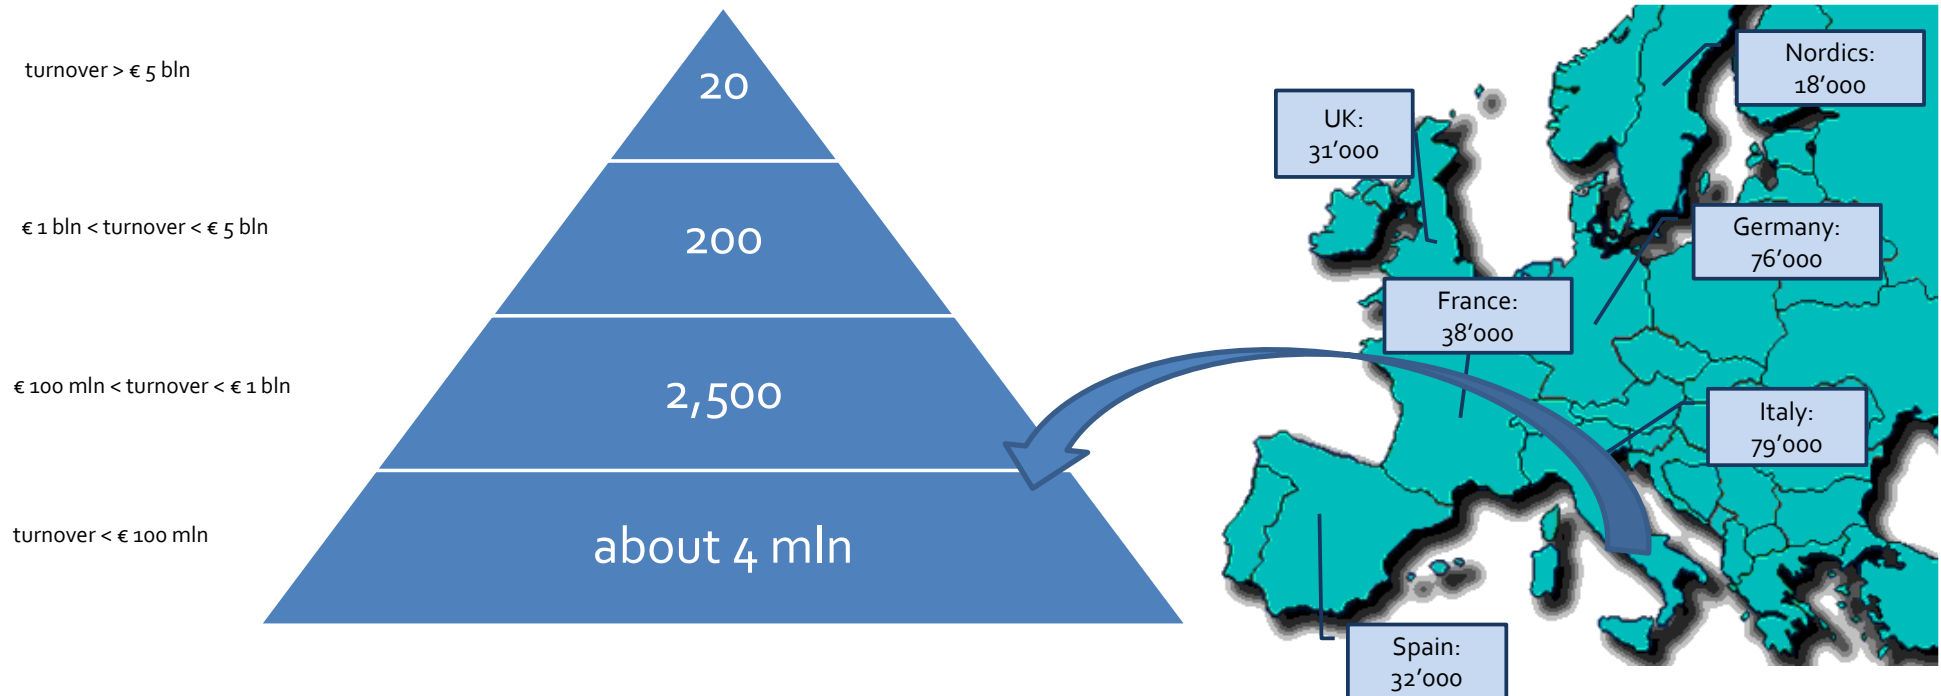 turnover > € 5 bln
20
€ 1 bln < turnover < € 5 bln
200
€ 100 mln < turnover < € 1 bln
2,500
turnover < € 100 mln
about 4 mln
Nordics:
18’000
UK:
31’000
Germany:
76’000
France:
38’000
Italy:
79’000
Spain:
32’000